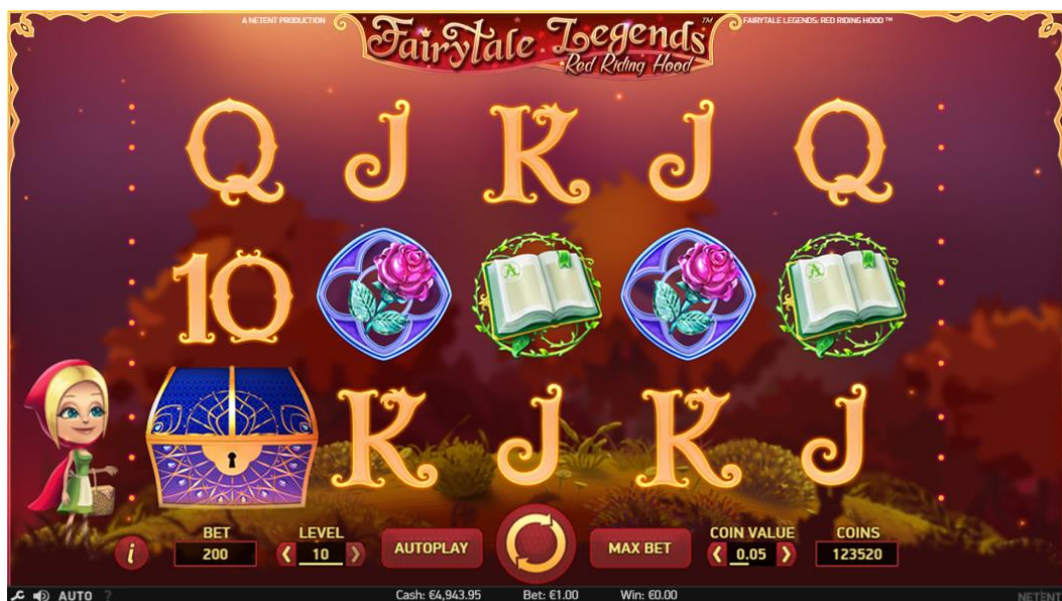 A NETENT PRODUCTION
Fairytale Legends™
Red Riding Hood
FAIRYTALE LEGENDS: RED RIDING HOOD ™
Q J K J Q
10
A A
K J K J
BET
200
LEVEL
10
AUTOPLAY
MAX BET
COIN VALUE
0.05
COINS
123520
i
AUTO ?
Cash: €4,943.95 Bet: €1.00 Win: €0.00
NETENT